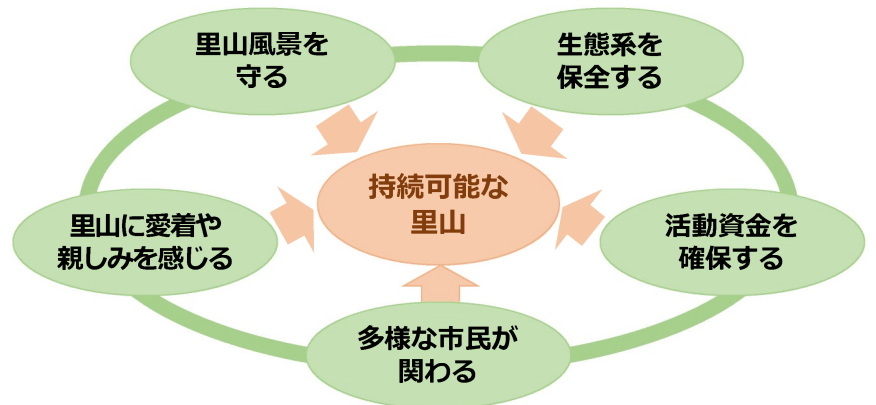 里山風景を
守る
生態系を
保全する
持続可能な
里山
里山に愛着や
親しみを感じる
活動資金を
確保する
多様な市民が
関わる